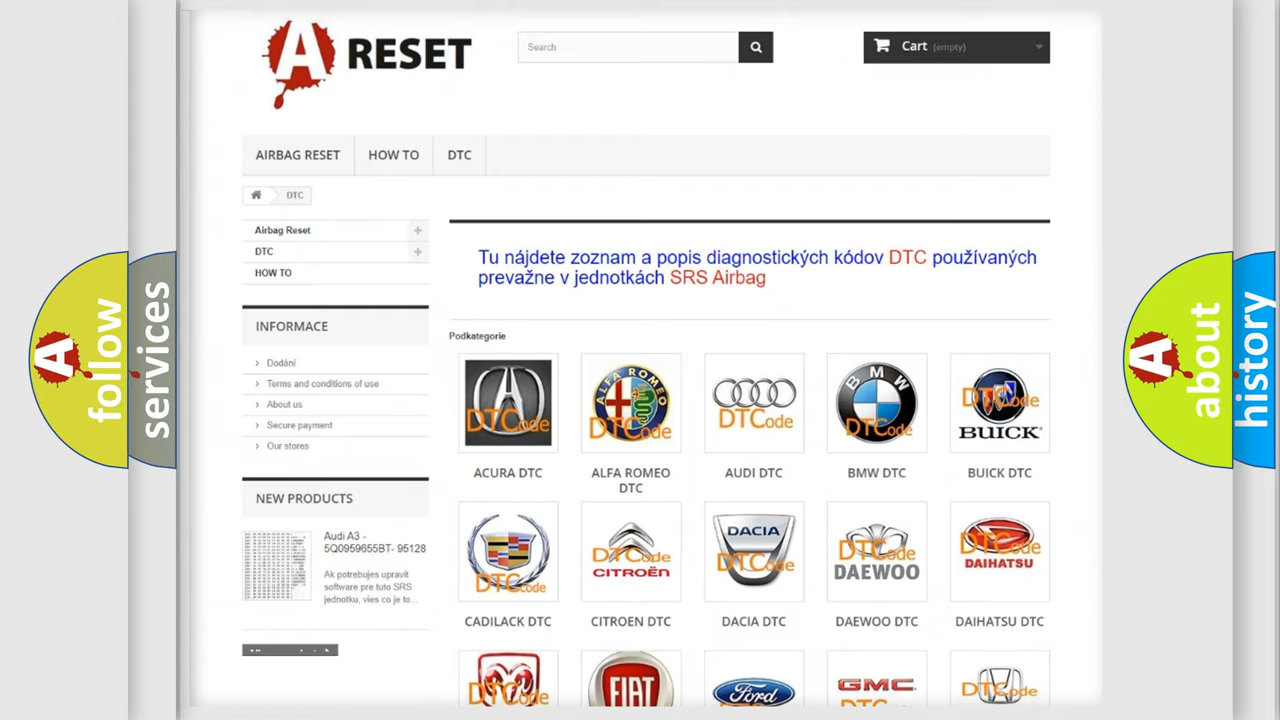 A RESET
Search
Cart (empty)
AIRBAG RESET
HOW TO
DTC
DTC
Airbag Reset
DTC
HOW TO
Tu nájdete zoznam a popis diagnostických kódov DTC používaných
prevažne v jednotkách SRS Airbag
INFORMACE
Dodání
Terms and conditions of use
About us
Secure payment
Our stores
Podkategorie
DTCode
ALFA ROMEO
DTCode
DTCode
BMW
DTCode
DTCode
BUICK
ACURA DTC
ALFA ROMEO
DTC
AUDI DTC
BMW DTC
BUICK DTC
NEW PRODUCTS
Audi A3 -
5Q0959655BT- 95128
Ak potrebujes upravit
software pre tuto SRS
jednotku, vies co je to...
DTCode
DTCode
CITROËN
DACIA
DTCode
DTCode
DAEWOO
DTCode
DAIHATSU
CADILACK DTC
CITROEN DTC
DACIA DTC
DAEWOO DTC
DAIHATSU DTC
DTCode
FIAT
Ford
GMC
DTCode
A follow
services
A about
history